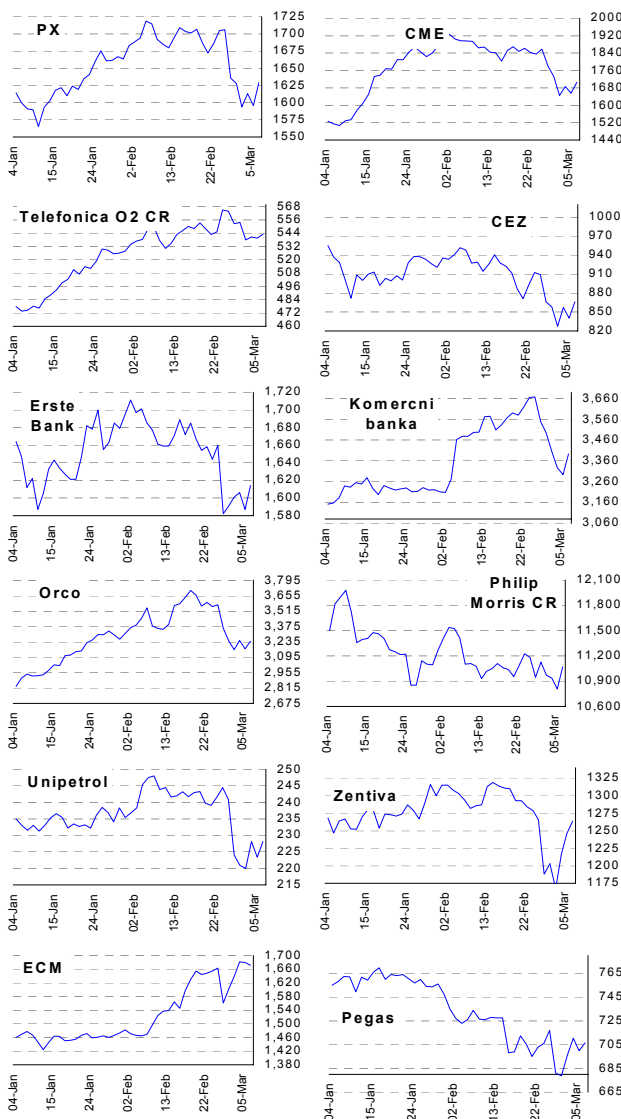 PX
1725
1700
1675
1650
1625
1600
1575
1550
4-Jan
15-Jan
24-Jan
2-Feb
13-Feb
22-Feb
5-Mar
CME
2000
1920
1840
1760
1680
1600
1520
1440
04-Jan
15-Jan
24-Jan
02-Feb
13-Feb
22-Feb
05-Mar
Telefonica O2 CR
568
556
544
532
520
508
496
484
472
460
04-Jan
15-Jan
24-Jan
02-Feb
13-Feb
22-Feb
05-Mar
CEZ
1000
970
940
910
880
850
820
04-Jan
15-Jan
24-Jan
02-Feb
13-Feb
22-Feb
05-Mar
Erste
Bank
1,720
1,700
1,680
1,660
1,640
1,620
1,600
1,580
04-Jan
15-Jan
24-Jan
02-Feb
13-Feb
22-Feb
05-Mar
Komercni
banka
3,660
3,560
3,460
3,360
3,260
3,160
3,060
04-Jan
15-Jan
24-Jan
02-Feb
13-Feb
22-Feb
05-Mar
Orco
3,795
3,655
3,515
3,375
3,235
3,095
2,955
2,815
2,675
04-Jan
15-Jan
24-Jan
02-Feb
13-Feb
22-Feb
05-Mar
Philip
Morris CR
12,100
11,800
11,500
11,200
10,900
10,600
04-Jan
15-Jan
24-Jan
02-Feb
13-Feb
22-Feb
05-Mar
Unipetrol
250
245
240
235
230
225
220
215
04-Jan
15-Jan
24-Jan
02-Feb
13-Feb
22-Feb
05-Mar
Zentiva
1325
1300
1275
1250
1225
1200
1175
04-Jan
15-Jan
24-Jan
02-Feb
13-Feb
22-Feb
05-Mar
ECM
1,700
1,660
1,620
1,580
1,540
1,500
1,460
1,420
1,380
04-Jan
15-Jan
24-Jan
02-Feb
13-Feb
22-Feb
05-Mar
Pegas
765
745
725
705
685
665
04-Jan
15-Jan
24-Jan
02-Feb
13-Feb
22-Feb
05-Mar